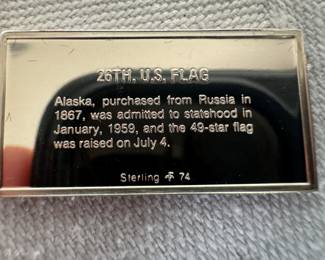 26TH. U.S. FLAG
Alaska, purchased from Russia in
1867, was admitted to statehood in
January, 1959, and the 49-star flag
was raised on July 4.
Sterling 74